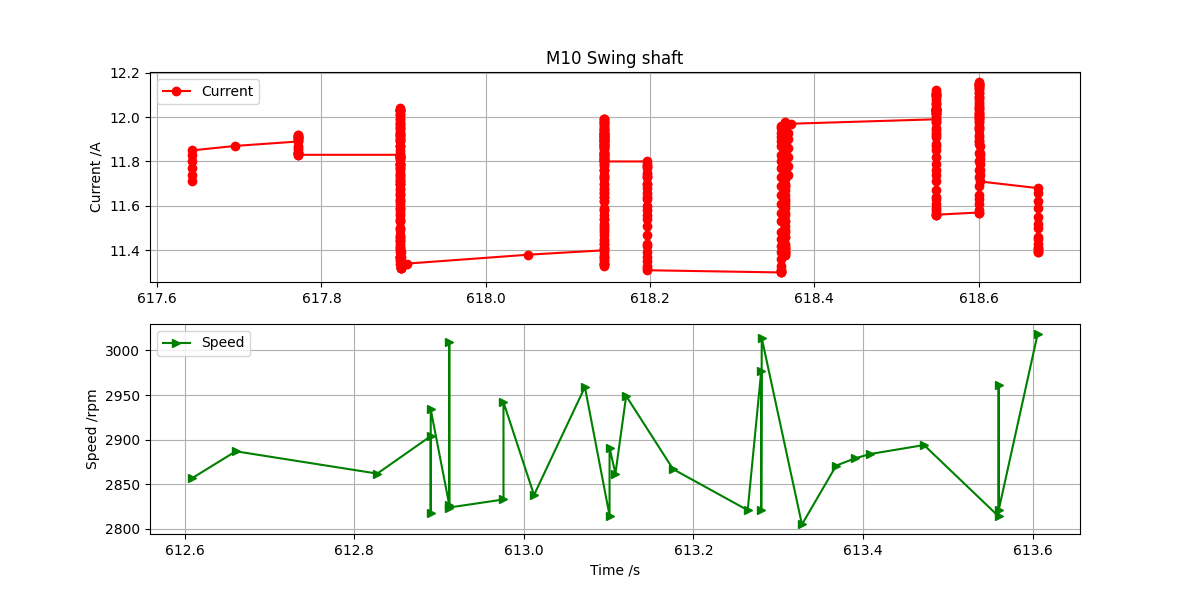 M10 Swing shaft
Current /A
12.2
12.0
11.8
11.6
11.4
Current
617.6 617.8 618.0 618.2 618.4 618.6
Speed /rpm
3000
2950
2900
2850
2800
Speed
612.6 612.8 613.0 613.2 613.4 613.6
Time /s